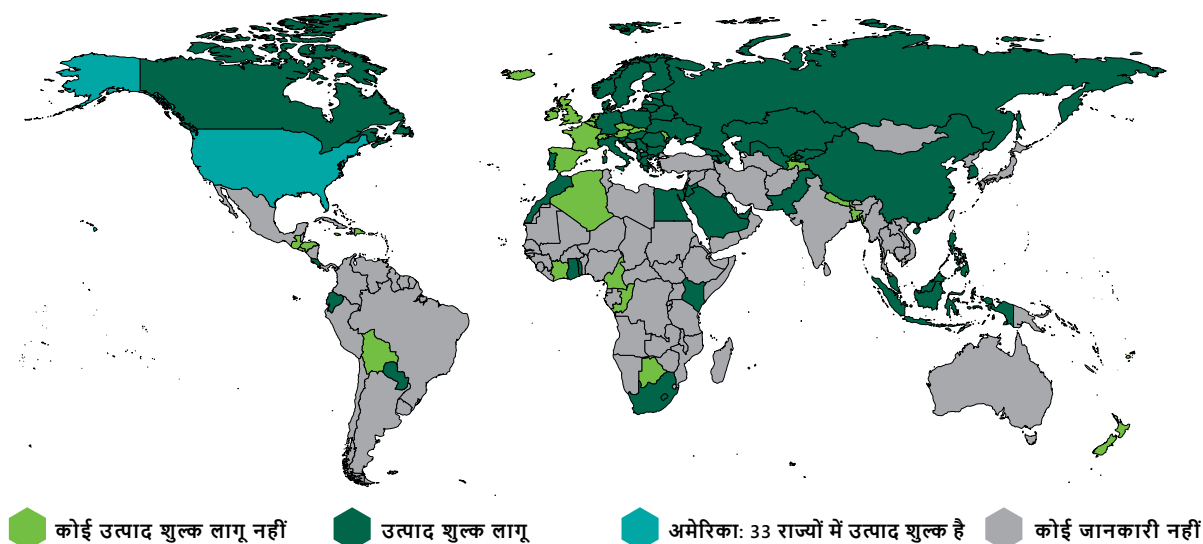 कोई उत्पाद शुल्क लागू नहीं उत्पाद शुल्क लागू अमेरिका: 33 राज्यों में उत्पाद शुल्क है कोई जानकारी नहीं